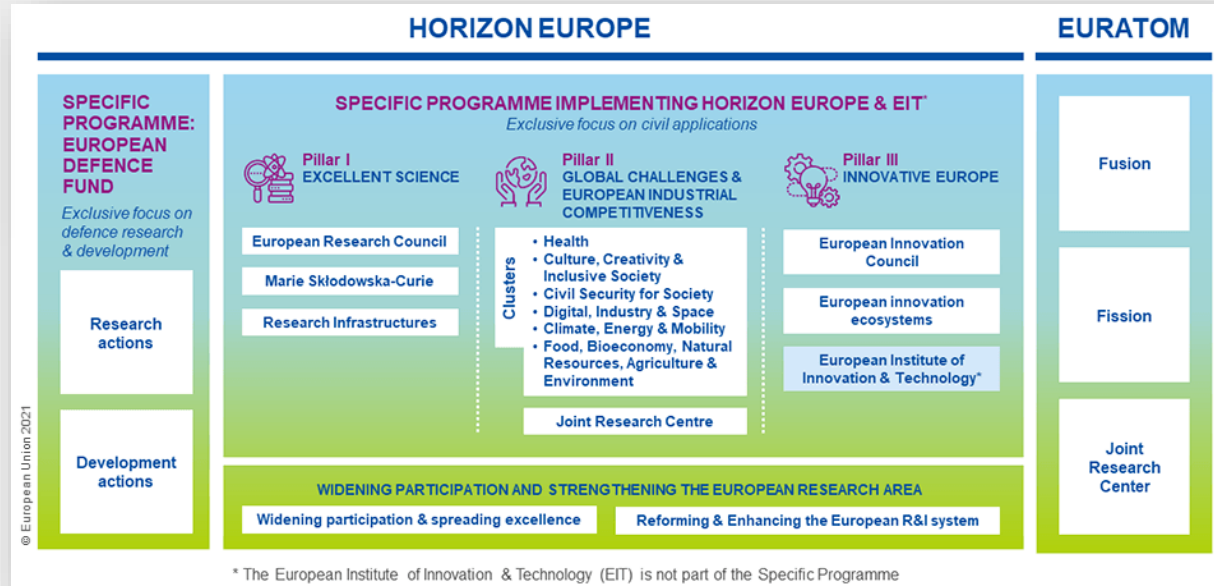 HORIZON EUROPE
EURATOM
SPECIFIC
PROGRAMME:
EUROPEAN
DEFENCE
FUND
Exclusive focus on
defence research
& development
Research
actions
Development
actions
SPECIFIC PROGRAMME IMPLEMENTING HORIZON EUROPE & EIT*
Exclusive focus on civil applications
Pillar I
EXCELLENT SCIENCE
European Research Council
Marie Skłodowska-Curie
Research Infrastructures
Pillar II
GLOBAL CHALLENGES &
EUROPEAN INDUSTRIAL
COMPETITIVENESS
Clusters
• Health
• Culture, Creativity &
Inclusive Society
• Civil Security for Society
• Digital, Industry & Space
• Climate, Energy & Mobility
• Food, Bioeconomy, Natural
Resources, Agriculture &
Environment
Joint Research Centre
Pillar III
INNOVATIVE EUROPE
European Innovation
Council
European innovation
ecosystems
European Institute of
Innovation & Technology*
WIDENING PARTICIPATION AND STRENGTHENING THE EUROPEAN RESEARCH AREA
Widening participation & spreading excellence
Reforming & Enhancing the European R&I system
Fusion
Fission
Joint
Research
Center
© European Union 2021
* The European Institute of Innovation & Technology (EIT) is not part of the Specific Programme